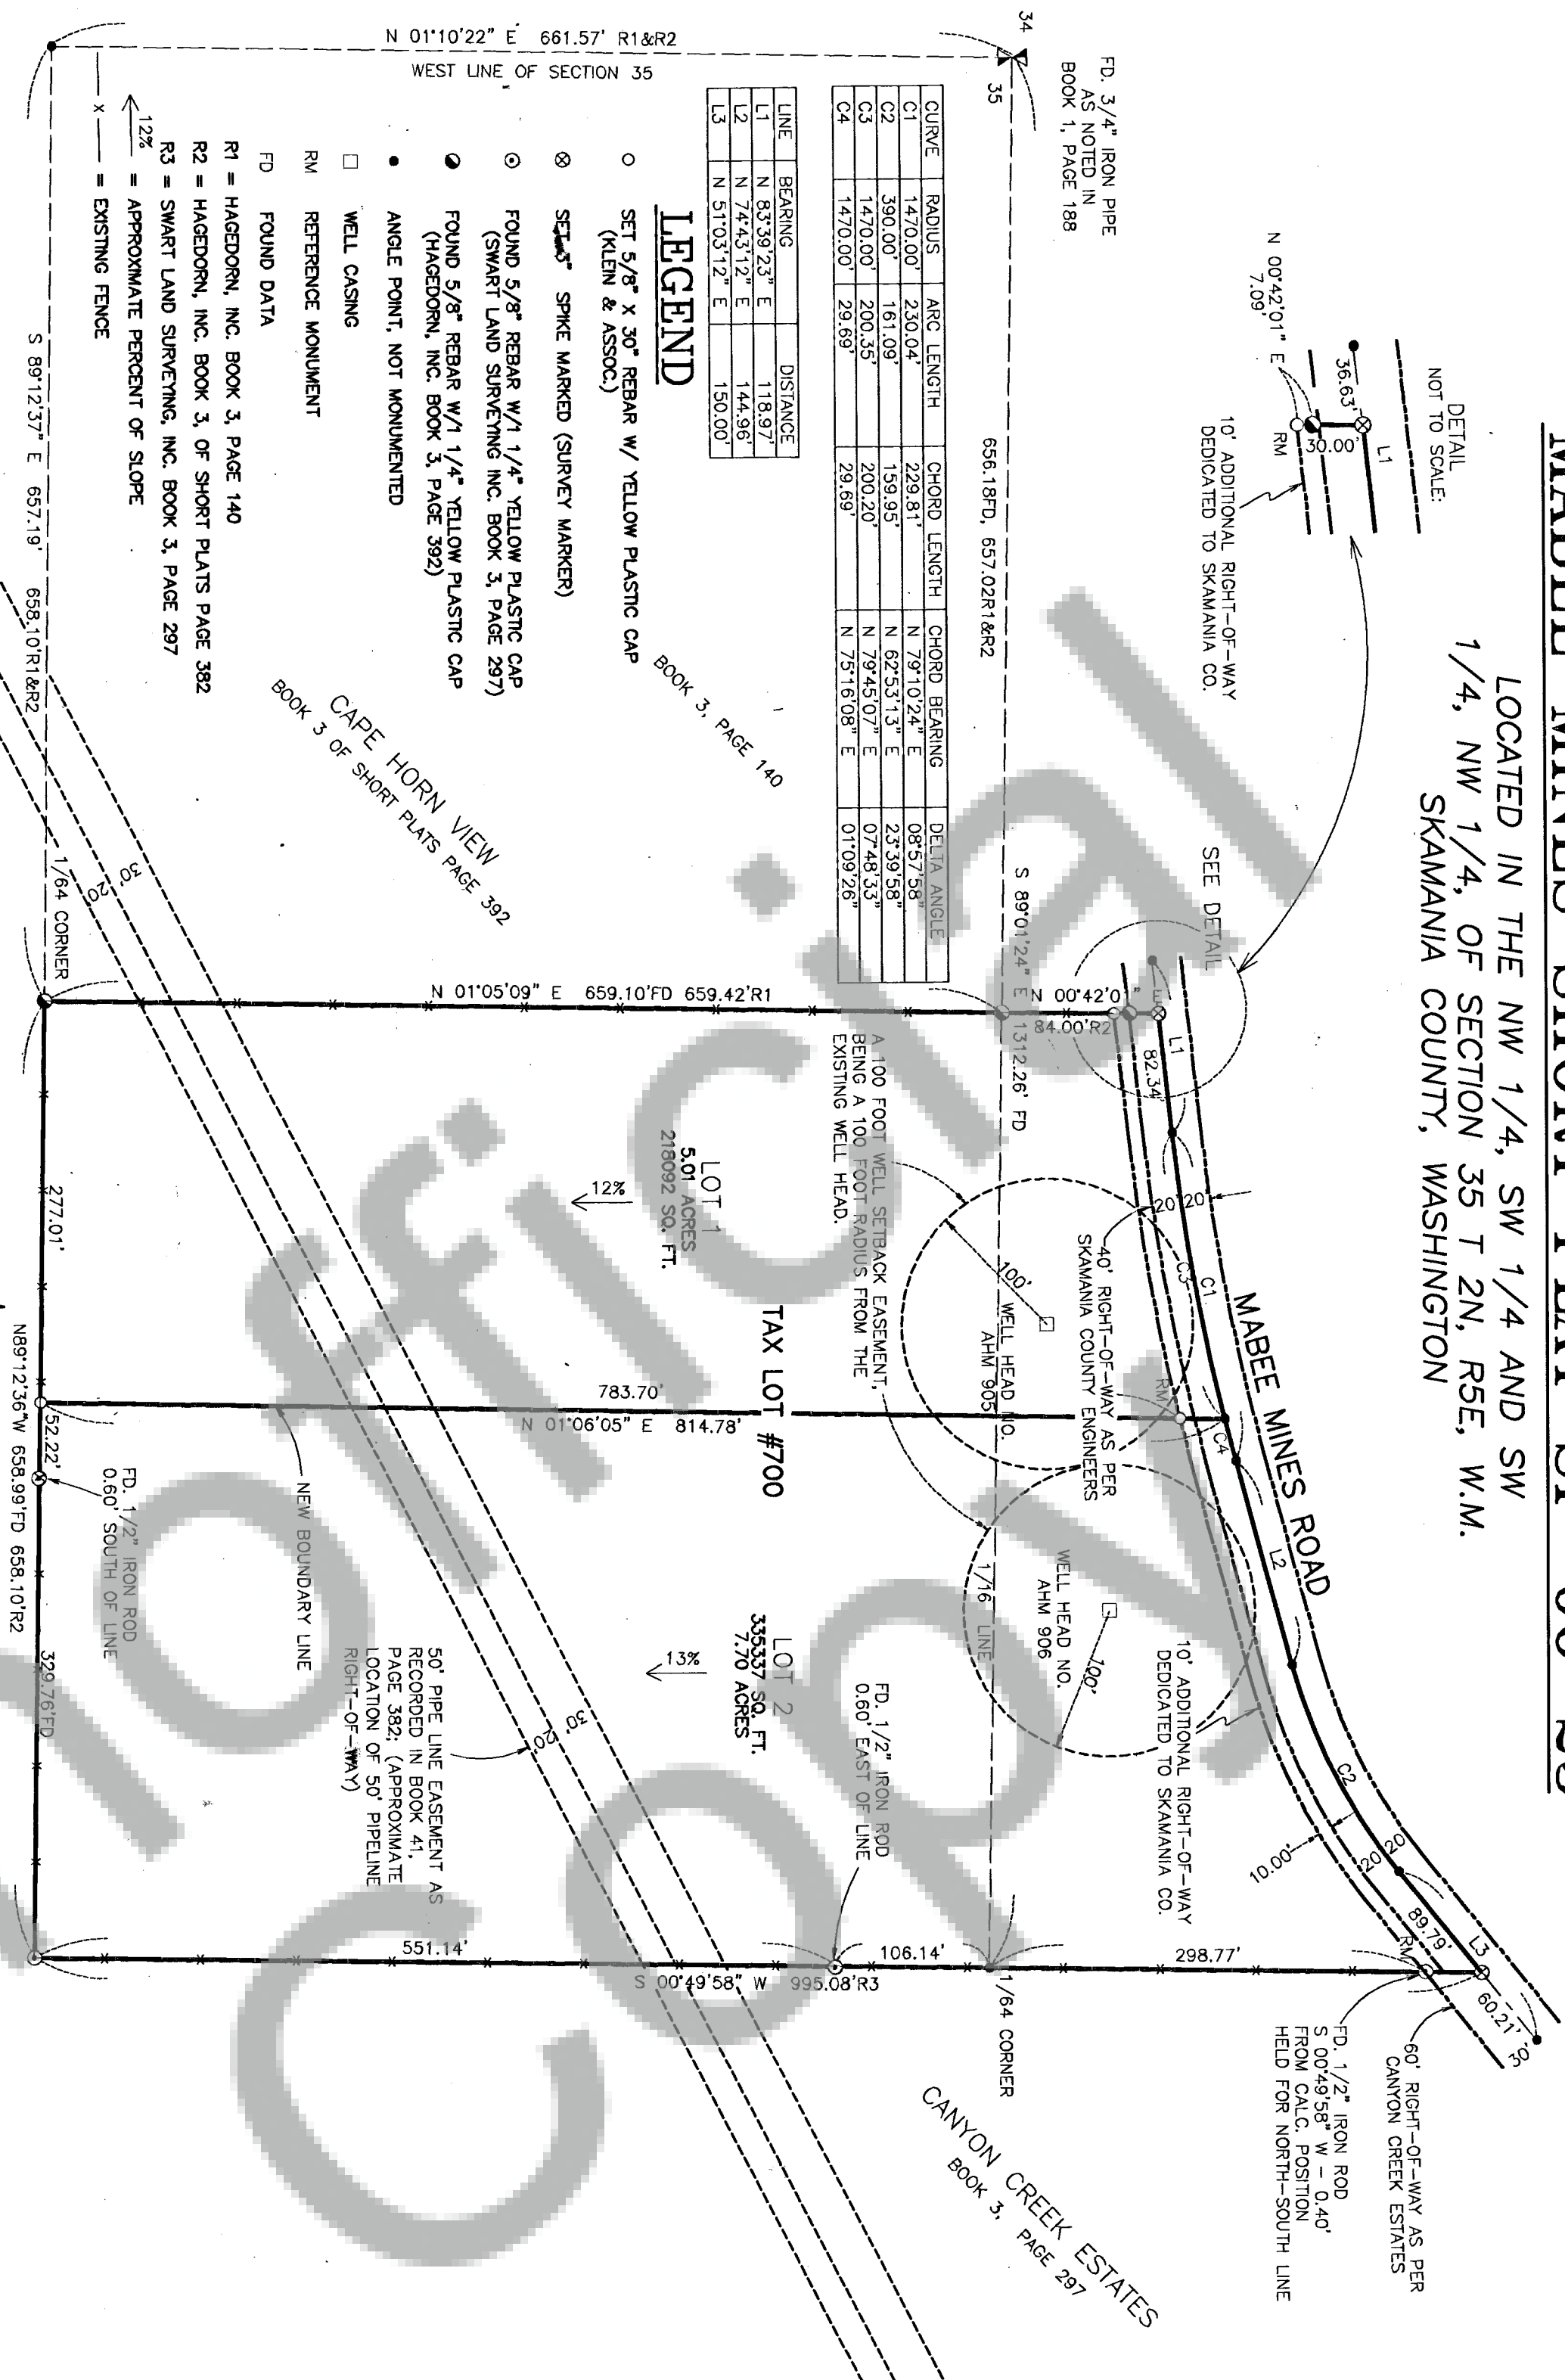 LOCATED IN THE NW 1/4, SW 1/4 AND SW
1/4, NW 1/4, OF SECTION 35 T 2N, R5E, W.M.
SKAMANIA COUNTY, WASHINGTON
DETAIL
NOT TO SCALE:
L1
36.63'
30.00'
RM
N 00°42'01" E
7.09'
10' ADDITIONAL RIGHT-OF-WAY
DEDICATED TO SKAMANIA CO.
FD. 3/4" IRON PIPE
AS NOTED IN
BOOK 1, PAGE 188
34
35
N 01°10'22" E 661.57' R1&R2
WEST LINE OF SECTION 35
656.18FD, 657.02R1&R2
S 89°01'24" E 1312.26' FD
SEE DETAIL
CURVE RADIUS ARC LENGTH CHORD LENGTH CHORD BEARING DELTA ANGLE
C1 1470.00' 230.04' 229.81' N 79°10'24" E 08°57'58"
C2 390.00' 161.09' 159.95' N 62°53'13" E 23°39'58"
C3 1470.00' 200.35' 200.20' N 79°45'07" E 07°48'33"
C4 1470.00' 29.69' 29.69' N 75°16'08" E 01°09'26"
LINE BEARING DISTANCE
L1 N 83°39'23" E 118.97'
L2 N 74°43'12" E 144.96'
L3 N 51°03'12" E 150.00'
LEGEND
SET 5/8" X 30" REBAR W/ YELLOW PLASTIC CAP
(KLEIN & ASSOC.)
SET 3" SPIKE MARKED (SURVEY MARKER)
FOUND 5/8" REBAR W/1 1/4" YELLOW PLASTIC CAP
(SWART LAND SURVEYING INC. BOOK 3, PAGE 297)
FOUND 5/8" REBAR W/1 1/4" YELLOW PLASTIC CAP
(HAGEDORN, INC. BOOK 3, PAGE 392)
ANGLE POINT, NOT MONUMENTED
WELL CASING
RM REFERENCE MONUMENT
FD FOUND DATA
R1 = HAGEDORN, INC. BOOK 3, PAGE 140
R2 = HAGEDORN, INC. BOOK 3, OF SHORT PLATS PAGE 382
R3 = SWART LAND SURVEYING, INC. BOOK 3, PAGE 297
12% = APPROXIMATE PERCENT OF SLOPE
x = EXISTING FENCE
BOOK 3, PAGE 140
CAPE HORN VIEW
BOOK 3 OF SHORT PLATS PAGE 392
S 89°12'37" E 657.19' 658.10'R1&R2
1/64 CORNER
30'
20'
N 01°05'09" E 659.10'FD 659.42'R1
N 00°42'0
84.00'R2
L1
82.34'
20' 20'
C3
C1
MABEE MINES ROAD
40' RIGHT-OF-WAY AS PER
SKAMANIA COUNTY ENGINEERS
A 100 FOOT WELL SETBACK EASEMENT,
BEING A 100 FOOT RADIUS FROM THE
EXISTING WELL HEAD.
100'
WELL HEAD NO.
AHM 905
LOT 1
5.01 ACRES
218092 SQ. FT.
12%
TAX LOT #700
783.70'
N 01°06'05" E 814.78'
RM
C4
L2
NEW BOUNDARY LINE
277.01'
52.22'
N89°12'36"W 658.99'FD 658.10'R2
FD. 1/2" IRON ROD
0.60' SOUTH OF LINE
329.76'FD
1/16 LINE
WELL HEAD NO.
AHM 906
100'
10' ADDITIONAL RIGHT-OF-WAY
DEDICATED TO SKAMANIA CO.
LOT 2
335337 SQ. FT.
7.70 ACRES
13%
FD. 1/2" IRON ROD
0.60' EAST OF LINE
50' PIPE LINE EASEMENT AS
RECORDED IN BOOK 41,
PAGE 382; (APPROXIMATE
LOCATION OF 50' PIPELINE
RIGHT-OF-WAY)
30'
20'
C2
10.00'
20 20
89.79'
L3
RM
60.21'
30'
551.14'
106.14'
298.77'
S 00°49'58" W 995.08'R3
1/64 CORNER
60' RIGHT-OF-WAY AS PER
CANYON CREEK ESTATES
FD. 1/2" IRON ROD
S 00°49'58" W - 0.40'
FROM CALC. POSITION
HELD FOR NORTH-SOUTH LINE
CANYON CREEK ESTATES
BOOK 3, PAGE 297
Unofficial
Copy